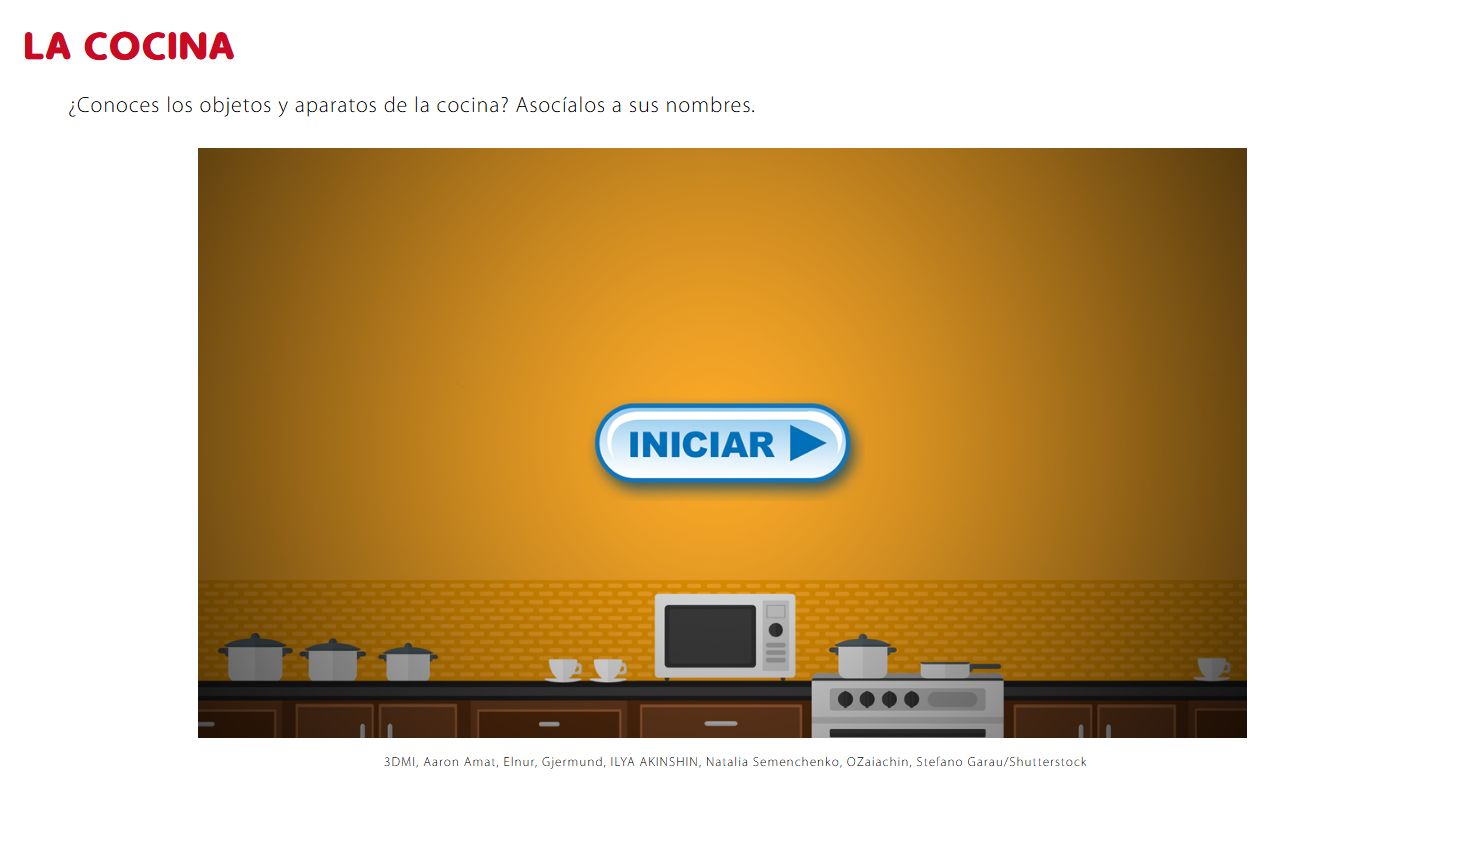 LA COCINA
¿Conoces los objetos y aparatos de la cocina? Asocíalos a sus nombres.
INICIAR
3DMI, Aaron Amat, Elnur, Gjermund, ILYA AKINSHIN, Natalia Semenchenko, OZaiachin, Stefano Garau/Shutterstock